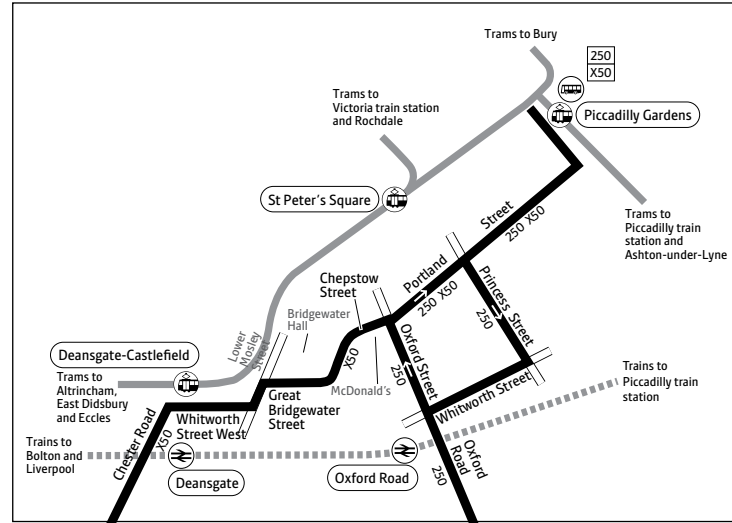 Trams to Bury
250
X50
Piccadilly Gardens
Trams to
Victoria train station
and Rochdale
St Peter's Square
Trams to
Piccadilly train
station and
Ashton-under-Lyne
Portland Street
250 X50
250 X50
Princess Street
250
Chepstow
Street
Bridgewater
Hall
Lower
Mosley
Street
Deansgate-Castlefield
Trams to
Altrincham,
East Didsbury
and Eccles
X50
McDonald's
Oxford Street
250
Whitworth Street
Trains to
Piccadilly train
station
Great
Bridgewater
Street
Whitworth
Street West
Chester Road
X50
Trains to
Bolton and
Liverpool
Deansgate
Oxford Road
Oxford
Road
250